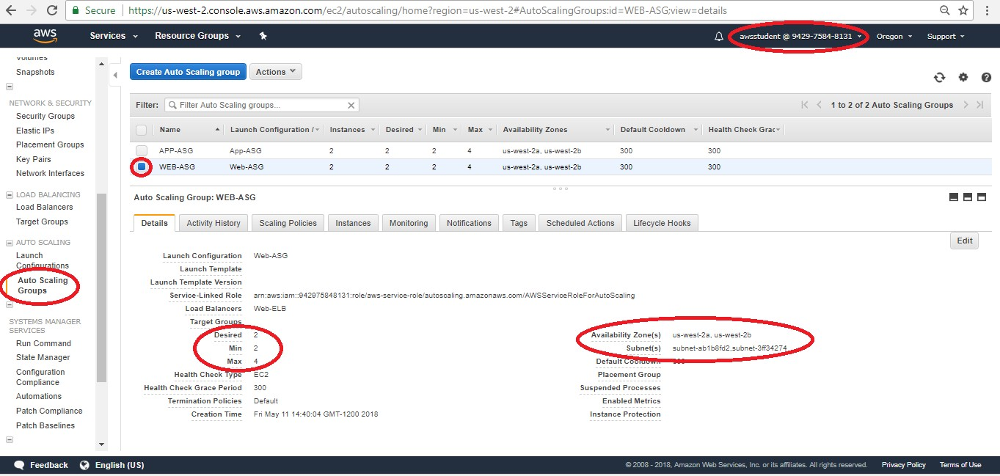 Secure https://us-west-2.console.aws.amazon.com/ec2/autoscaling/home?region=us-west-2#AutoScalingGroups:id=WEB-ASG;view=details
aws Services Resource Groups awsstudent @ 9429-7584-8131 Oregon Support
Volumes
Snapshots
NETWORK & SECURITY
Security Groups
Elastic IPs
Placement Groups
Key Pairs
Network Interfaces
LOAD BALANCING
Load Balancers
Target Groups
AUTO SCALING
Launch
Configurations
Auto Scaling
Groups
SYSTEMS MANAGER
SERVICES
Run Command
State Manager
Configuration
Compliance
Automations
Patch Compliance
Patch Baselines
Create Auto Scaling group Actions
Filter: Filter Auto Scaling groups... 1 to 2 of 2 Auto Scaling Groups
Name Launch Configuration / Instances Desired Min Max Availability Zones Default Cooldown Health Check Grac
APP-ASG App-ASG 2 2 2 4 us-west-2a, us-west-2b 300 300
WEB-ASG Web-ASG 2 2 2 4 us-west-2a, us-west-2b 300 300
Auto Scaling Group: WEB-ASG
Details Activity History Scaling Policies Instances Monitoring Notifications Tags Scheduled Actions Lifecycle Hooks
Edit
Launch Configuration Web-ASG
Launch Template
Launch Template Version
Service-Linked Role arn:aws:iam::942975848131:role/aws-service-role/autoscaling.amazonaws.com/AWSServiceRoleForAutoScaling
Load Balancers Web-ELB
Target Groups
Desired 2
Min 2
Max 4
Health Check Type EC2
Health Check Grace Period 300
Termination Policies Default
Creation Time Fri May 11 14:40:04 GMT-1200 2018
Availability Zone(s) us-west-2a, us-west-2b
Subnet(s) subnet-ab1b8fd2,subnet-3ff34274
Default Cooldown 300
Placement Group
Suspended Processes
Enabled Metrics
Instance Protection
Feedback English (US) © 2008 - 2018, Amazon Web Services, Inc. or its affiliates. All rights reserved. Privacy Policy Terms of Use